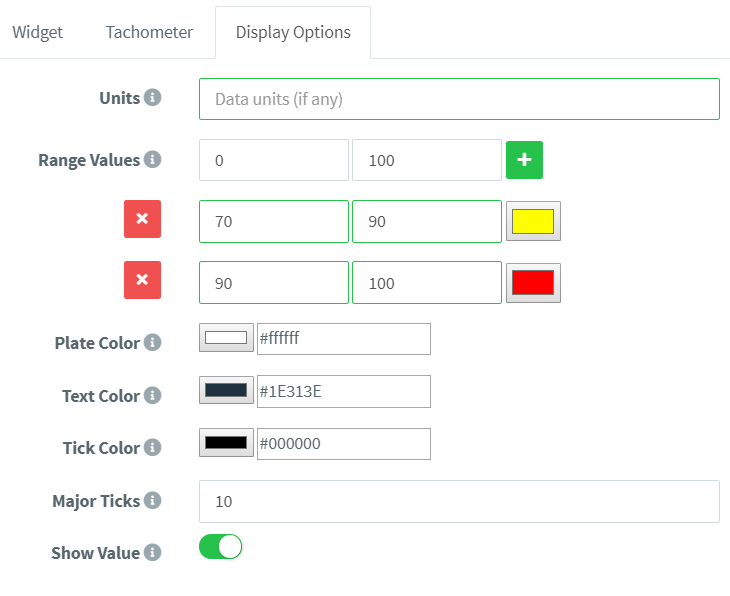 Widget Tachometer Display Options
Units Data units (if any)
Range Values 0 100
70 90
90 100
Plate Color #ffffff
Text Color #1E313E
Tick Color #000000
Major Ticks 10
Show Value